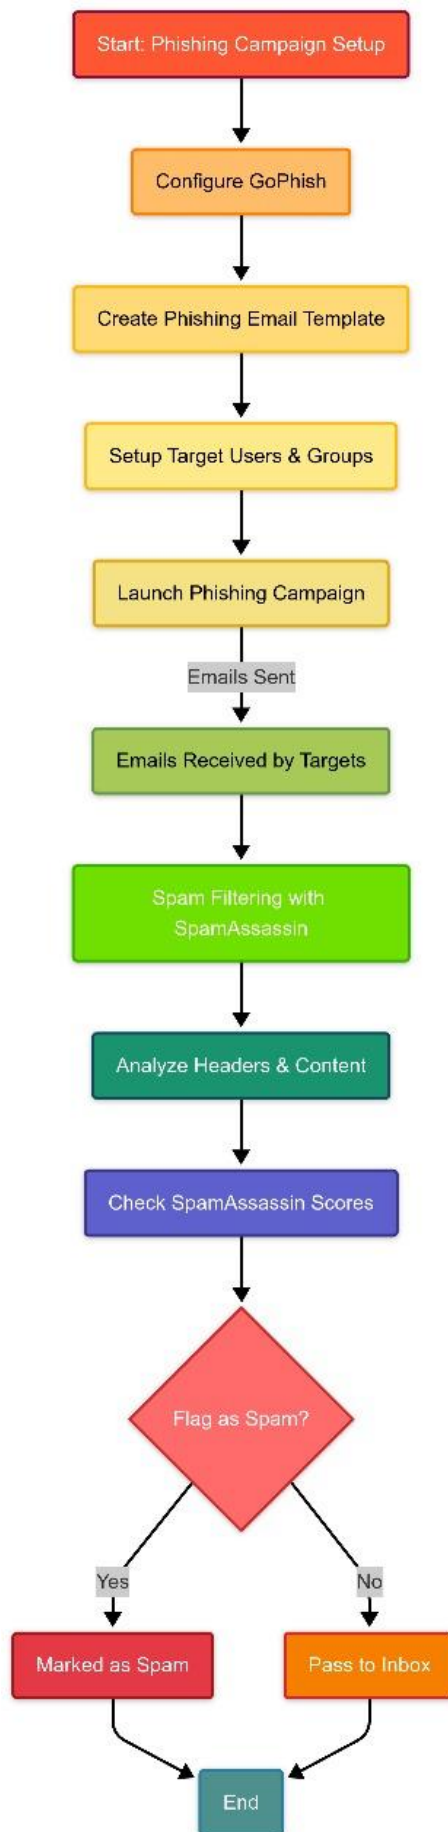 Start: Phishing Campaign Setup
Configure GoPhish
Create Phishing Email Template
Setup Target Users & Groups
Launch Phishing Campaign
Emails Sent
Emails Received by Targets
Spam Filtering with
SpamAssassin
Analyze Headers & Content
Check SpamAssassin Scores
Flag as Spam?
Yes
No
Marked as Spam
Pass to Inbox
End